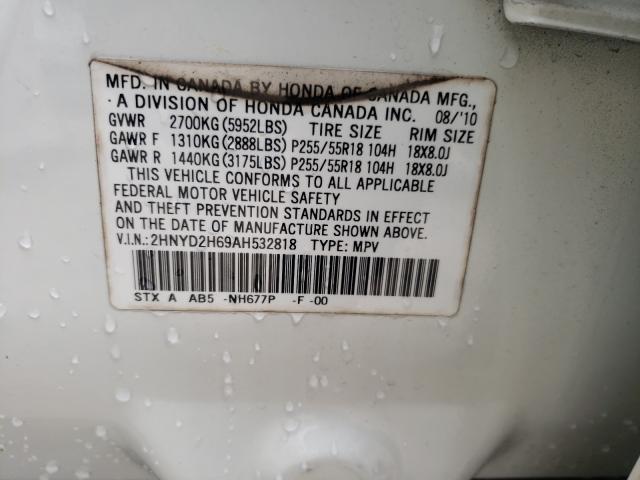 MFD. IN CANADA BY HONDA OF CANADA MFG.,
A DIVISION OF HONDA CANADA INC. 08/'10
GVWR 2700KG(5952LBS) TIRE SIZE RIM SIZE
GAWR F 1310KG(2888LBS) P255/55R18 104H 18X8.0J
GAWR R 1440KG(3175LBS) P255/55R18 104H 18X8.0J
THIS VEHICLE CONFORMS TO ALL APPLICABLE
FEDERAL MOTOR VEHICLE SAFETY
AND THEFT PREVENTION STANDARDS IN EFFECT
ON THE DATE OF MANUFACTURE SHOWN ABOVE.
V.I.N.: 2HNYD2H69AH532818 TYPE: MPV
STX A AB5 -NH677P -F -00